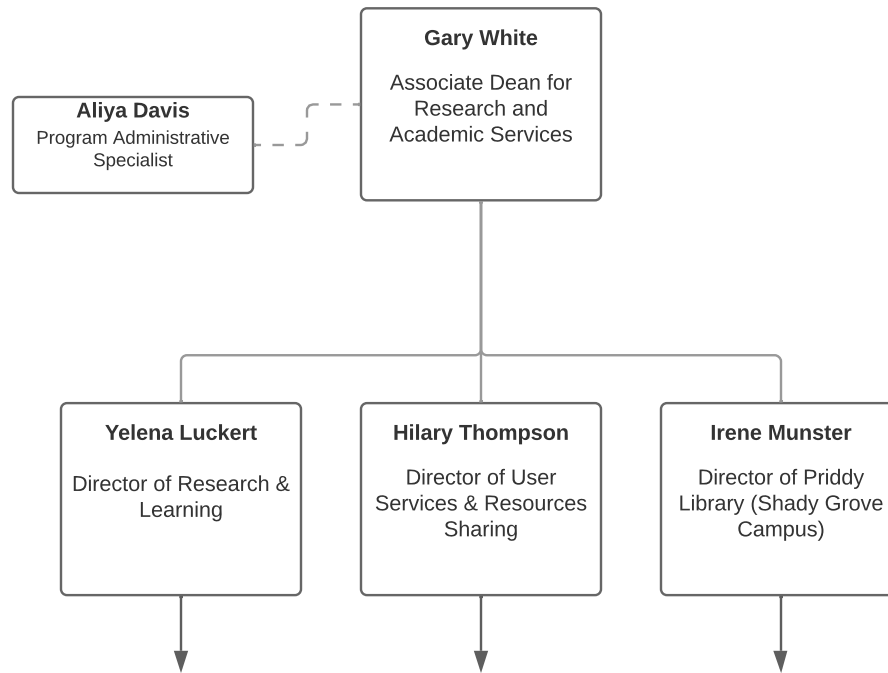 Gary White
Associate Dean for
Research and
Academic Services
Aliya Davis
Program Administrative
Specialist
Yelena Luckert
Director of Research &
Learning
Hilary Thompson
Director of User
Services & Resources
Sharing
Irene Munster
Director of Priddy
Library (Shady Grove
Campus)